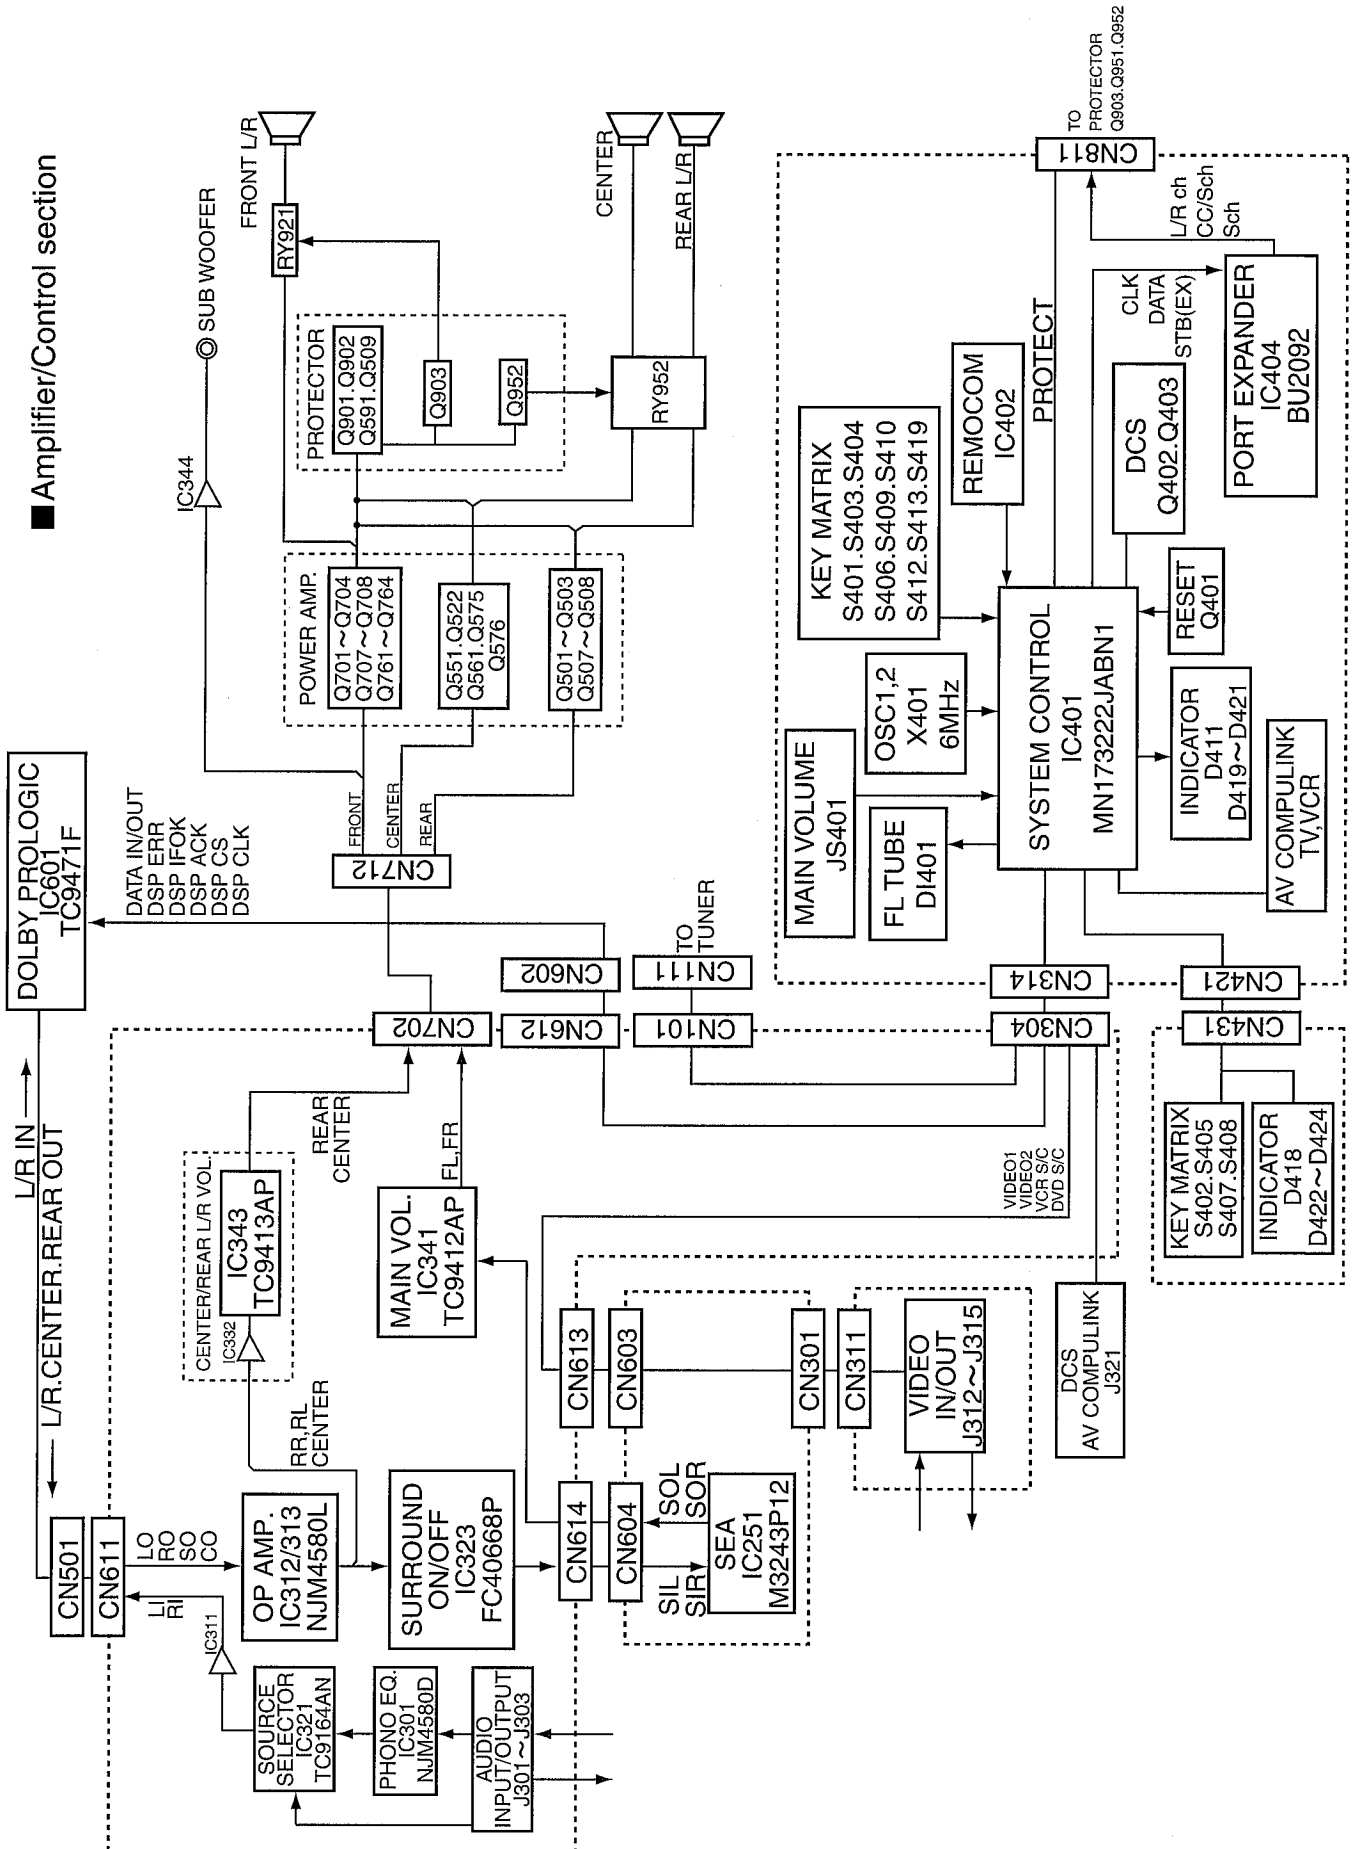 ■ Amplifier/Control section
DOLBY PROLOGIC
IC601
TC9471F
L/R IN
L/R.CENTER.REAR OUT
DATA IN/OUT
DSP ERR
DSP IFOK
DSP ACK
DSP CS
DSP CLK
CN501
CN611
LI
RI
LO
RO
SO
CO
IC311
SOURCE
SELECTOR
IC321
TC9164AN
PHONO EQ.
IC301
NJM4580D
AUDIO
INPUT/OUTPUT
J301~J303
OP AMP.
IC312/313
NJM4580L
RR,RL
CENTER
SURROUND
ON/OFF
IC323
FC40668P
CENTER/REAR L/R VOL.
IC332
IC343
TC9413AP
REAR
CENTER
MAIN VOL.
IC341
TC9412AP
FL,FR
CN702
CN712
FRONT
CENTER
REAR
IC344
SUB WOOFER
POWER AMP.
Q701~Q704
Q707~Q708
Q761~Q764
Q551.Q522
Q561.Q575
Q576
Q501~Q503
Q507~Q508
PROTECTOR
Q901.Q902
Q591.Q509
Q903
Q952
RY921
RY952
FRONT L/R
CENTER
REAR L/R
CN612
CN602
CN101
CN111
TO
TUNER
CN614
CN604
SIL
SIR
SOL
SOR
SEA
IC251
M3243P12
CN613
CN603
CN301
CN311
VIDEO
IN/OUT
J312~J315
VIDEO1
VIDEO2
VCR S/C
DVD S/C
DCS
AV COMPULINK
J321
CN304
CN314
CN431
CN421
KEY MATRIX
S402.S405
S407.S408
INDICATOR
D418
D422~D424
MAIN VOLUME
JS401
FL TUBE
DI401
OSC1,2
X401
6MHz
KEY MATRIX
S401.S403.S404
S406.S409.S410
S412.S413.S419
REMOCOM
IC402
SYSTEM CONTROL
IC401
MN173222JABN1
PROTECT
AV COMPULINK
TV,VCR
INDICATOR
D411
D419~D421
RESET
Q401
DCS
Q402.Q403
CLK
DATA
STB(EX)
PORT EXPANDER
IC404
BU2092
L/R ch
CC/Sch
Sch
CN811
TO
PROTECTOR
Q903.Q951.Q952